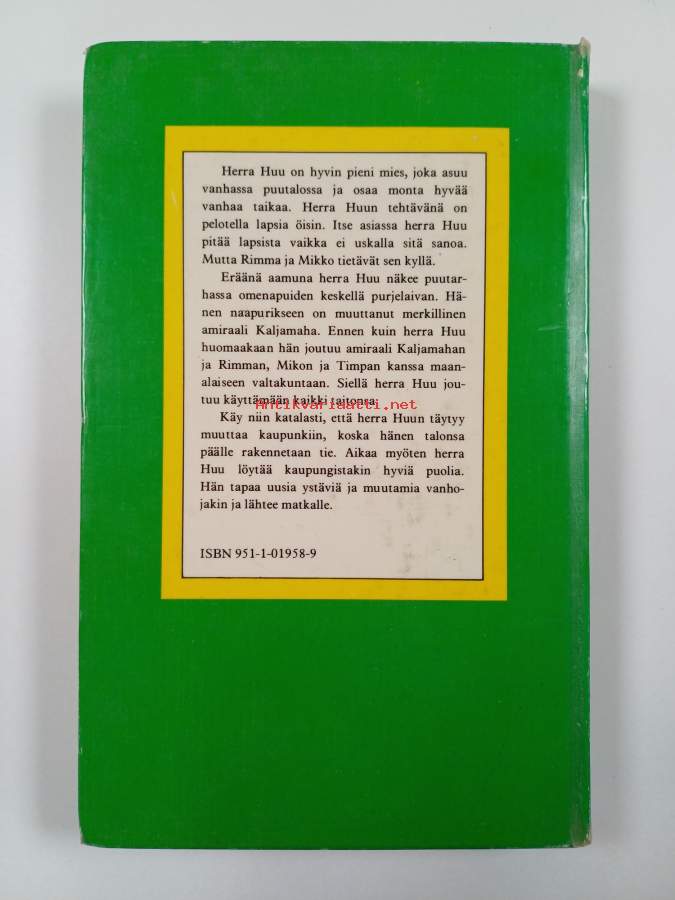 Herra Huu on hyvin pieni mies, joka asuu
vanhassa puutalossa ja osaa monta hyvää
vanhaa taikaa. Herra Huun tehtävänä on
pelotella lapsia öisin. Itse asiassa herra Huu
pitää lapsista vaikka ei uskalla sitä sanoa.
Mutta Rimma ja Mikko tietävät sen kyllä.
Eräänä aamuna herra Huu näkee puutar-
hassa omenapuiden keskellä purjelaivan. Hä-
nen naapurikseen on muuttanut merkillinen
amiraali Kaljamaha. Ennen kuin herra Huu
huomaakaan hän joutuu amiraali Kaljamahan
ja Rimman, Mikon ja Timpan kanssa maan-
alaiseen valtakuntaan. Siellä herra Huu jou-
tuu käyttämään kaikki taitonsa.
Antikvariaatti.net
Käy niin katalasti, että herra Huun täytyy
muuttaa kaupunkiin, koska hänen talonsa
päälle rakennetaan tie. Aikaa myöten herra
Huu löytää kaupungistakin hyviä puolia.
Hän tapaa uusia ystäviä ja muutamia vanho-
jakin ja lähtee matkalle.
ISBN 951-1-01958-9